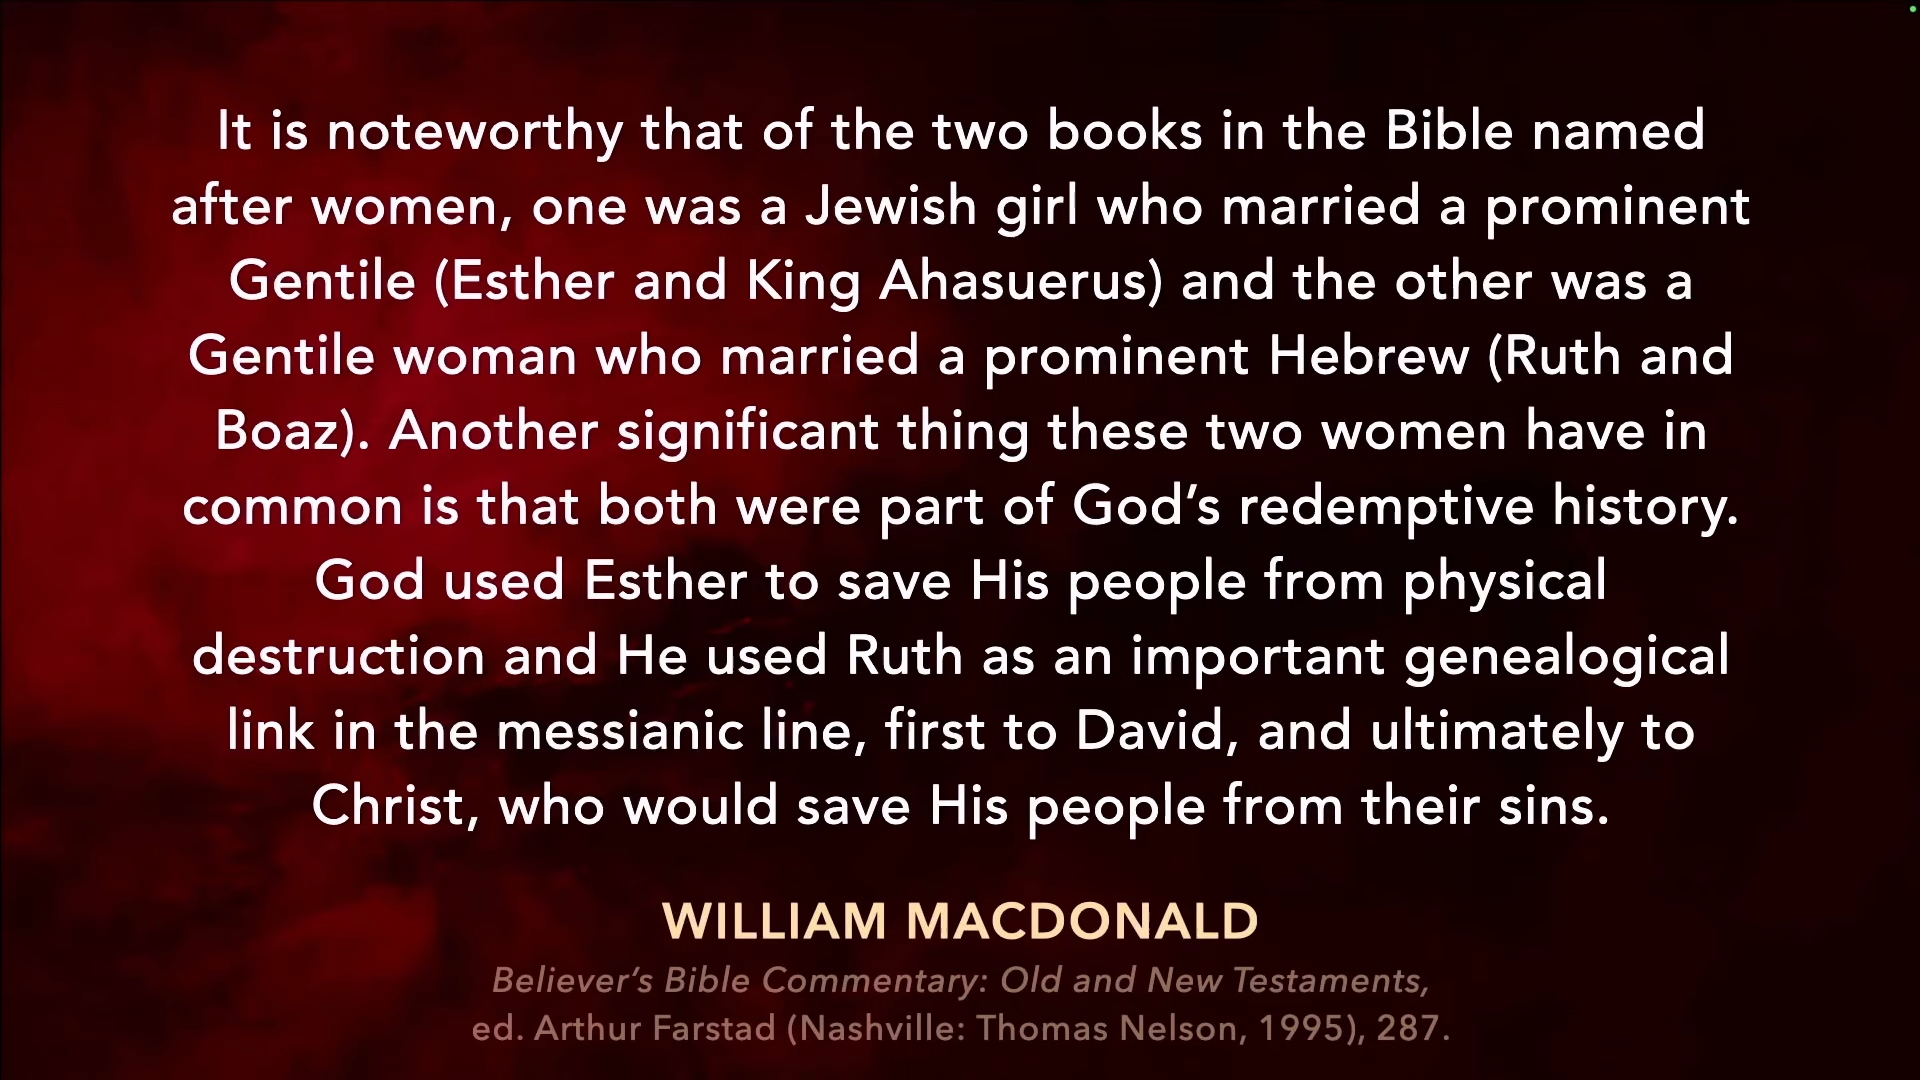 It is noteworthy that of the two books in the Bible named
after women, one was a Jewish girl who married a prominent
Gentile (Esther and King Ahasuerus) and the other was a
Gentile woman who married a prominent Hebrew (Ruth and
Boaz). Another significant thing these two women have in
common is that both were part of God’s redemptive history.
God used Esther to save His people from physical
destruction and He used Ruth as an important genealogical
link in the messianic line, first to David, and ultimately to
Christ, who would save His people from their sins.
WILLIAM MACDONALD
Believer’s Bible Commentary: Old and New Testaments,
ed. Arthur Farstad (Nashville: Thomas Nelson, 1995), 287.